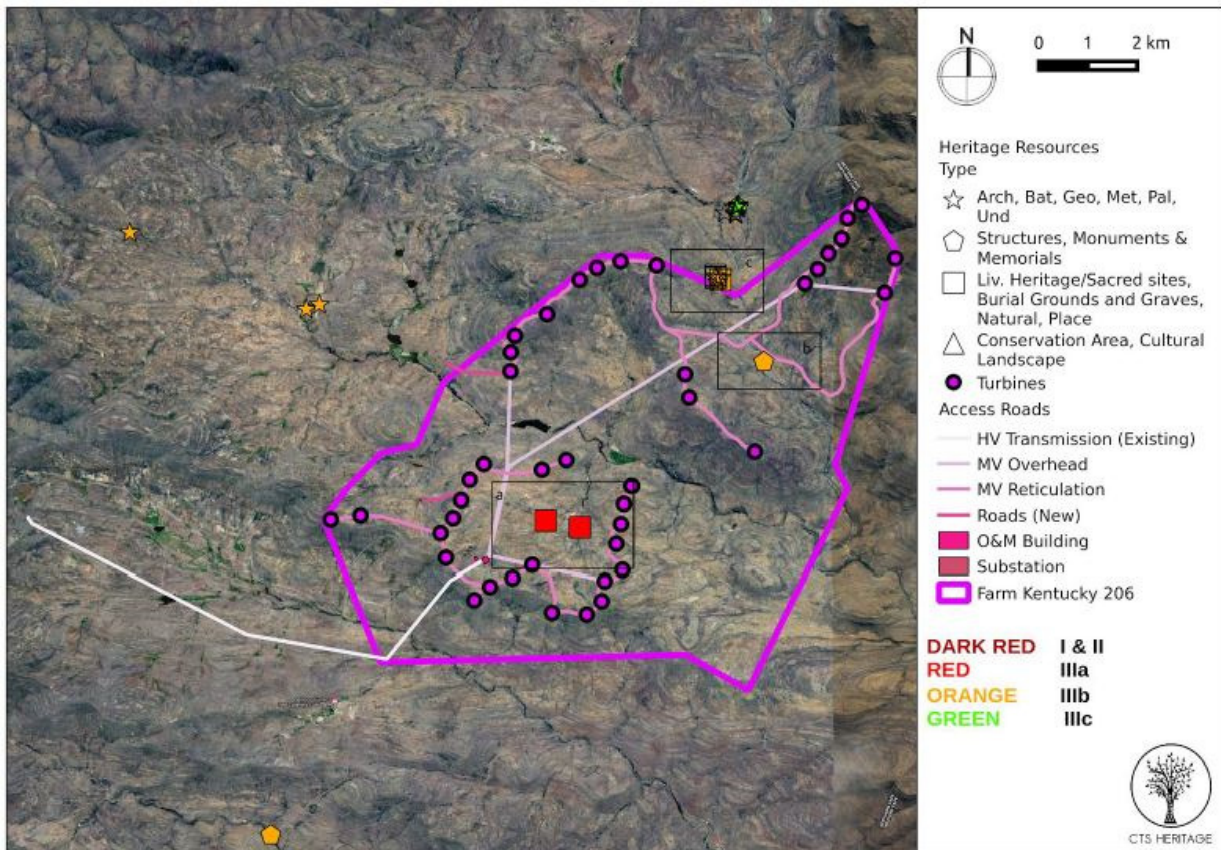 N
0 1 2 km
Heritage Resources
Type
Arch, Bat, Geo, Met, Pal,
Und
Structures, Monuments &
Memorials
Liv. Heritage/Sacred sites,
Burial Grounds and Graves,
Natural, Place
Conservation Area, Cultural
Landscape
Turbines
Access Roads
HV Transmission (Existing)
MV Overhead
MV Reticulation
Roads (New)
O&M Building
Substation
Farm Kentucky 206
DARK RED I & II
RED IIIa
ORANGE IIIb
GREEN IIIc
CTS HERITAGE
c
b
a